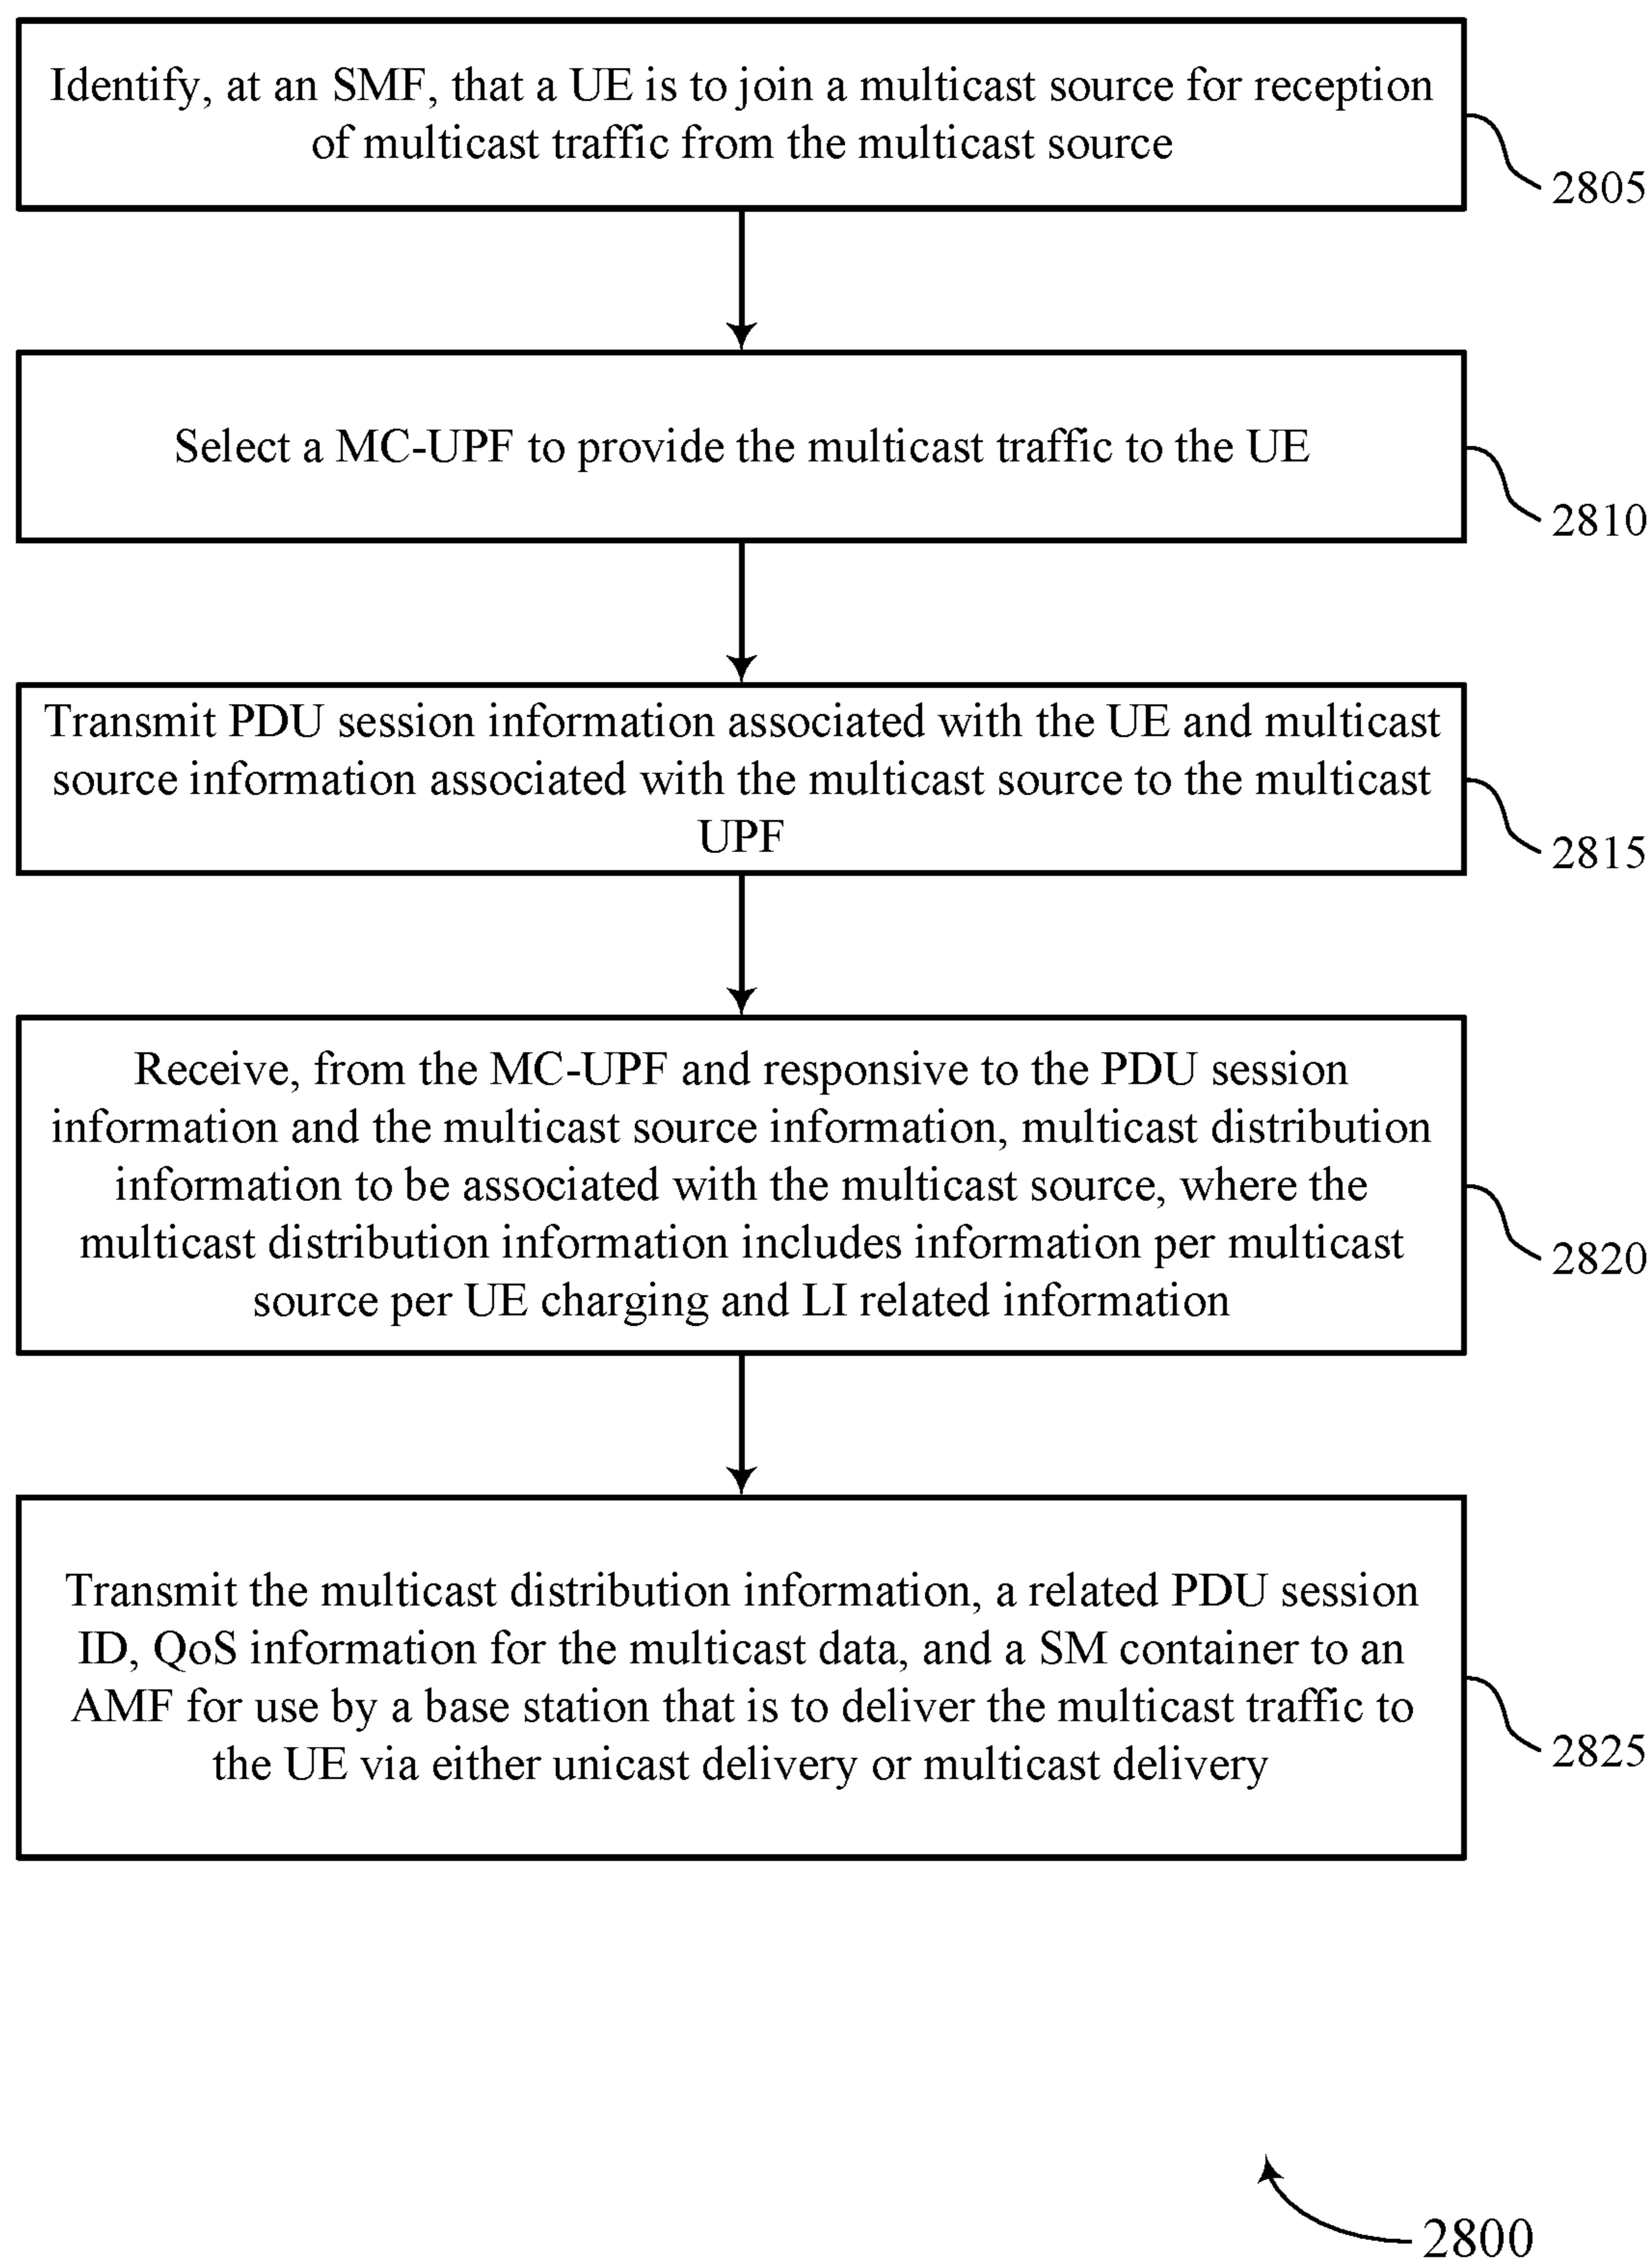 Identify, at an SMF, that a UE is to join a multicast source for reception
of multicast traffic from the multicast source
2805
Select a MC-UPF to provide the multicast traffic to the UE
2810
Transmit PDU session information associated with the UE and multicast
source information associated with the multicast source to the multicast
UPF
2815
Receive, from the MC-UPF and responsive to the PDU session
information and the multicast source information, multicast distribution
information to be associated with the multicast source, where the
multicast distribution information includes information per multicast
source per UE charging and LI related information
2820
Transmit the multicast distribution information, a related PDU session
ID, QoS information for the multicast data, and a SM container to an
AMF for use by a base station that is to deliver the multicast traffic to
the UE via either unicast delivery or multicast delivery
2825
2800